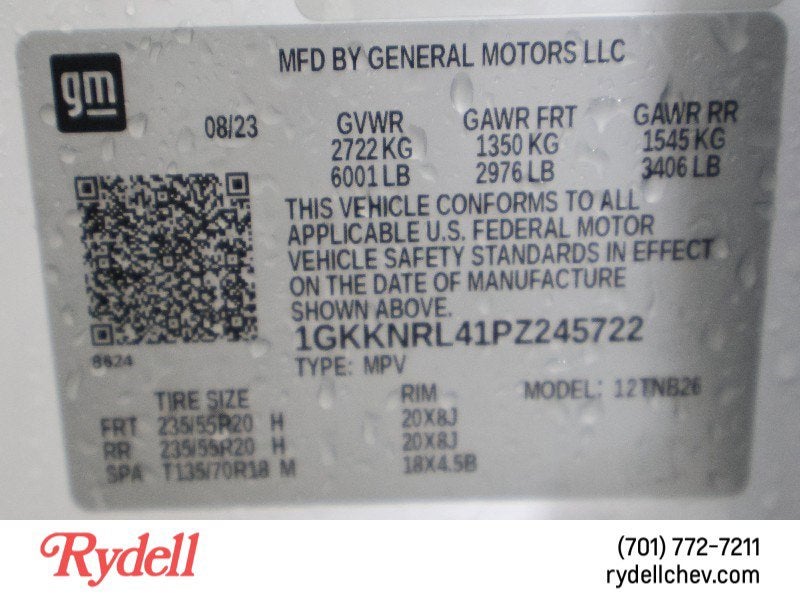 gm
MFD BY GENERAL MOTORS LLC
08/23 GVWR GAWR FRT GAWR RR
2722 KG 1350 KG 1545 KG
6001 LB 2976 LB 3406 LB
THIS VEHICLE CONFORMS TO ALL
APPLICABLE U.S. FEDERAL MOTOR
VEHICLE SAFETY STANDARDS IN EFFECT
ON THE DATE OF MANUFACTURE
SHOWN ABOVE.
1GKKNRL41PZ245722
8824
TYPE: MPV
TIRE SIZE RIM MODEL: 12TNB26
FRT 235/55R20 H 20X8J
RR 235/55R20 H 20X8J
SPA T135/70R18 M 18X4.5B
Rydell
(701) 772-7211
rydellchev.com